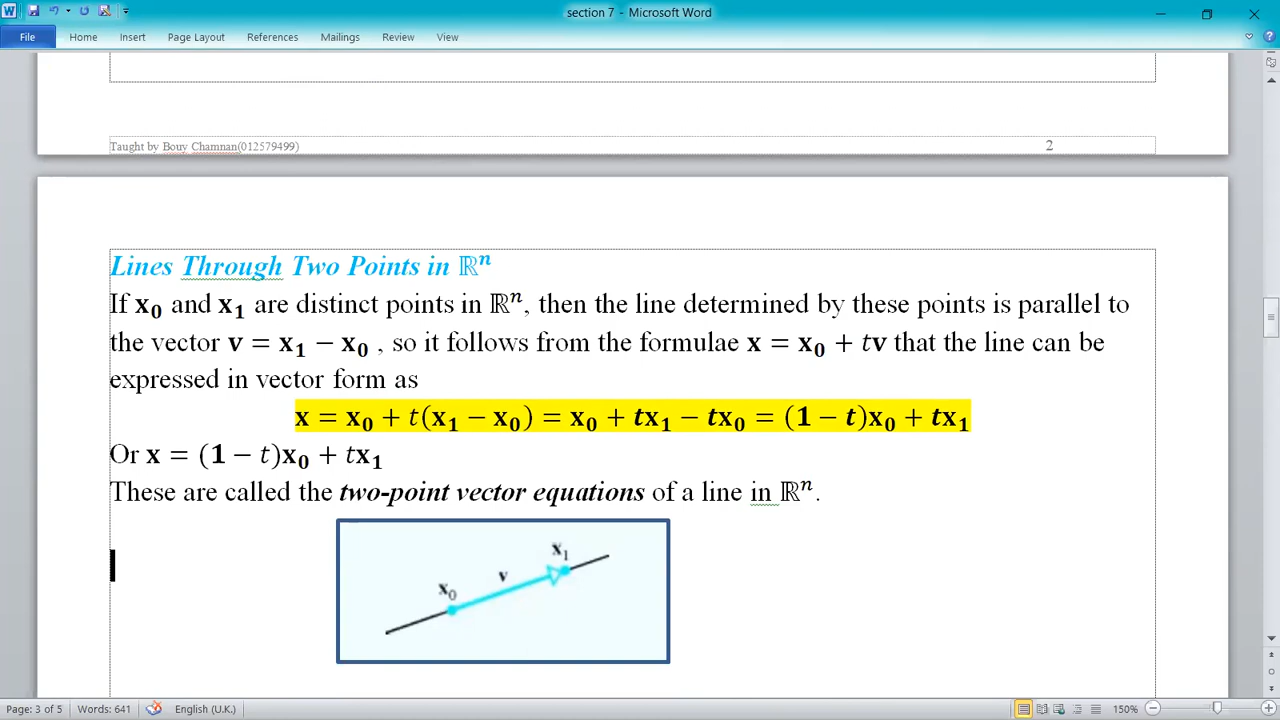 section 7 - Microsoft Word
File Home Insert Page Layout References Mailings Review View
Taught by Bouy Chamnan(012579499) 2
Lines Through Two Points in ℝⁿ
If x₀ and x₁ are distinct points in ℝⁿ, then the line determined by these points is parallel to
the vector v = x₁ − x₀ , so it follows from the formulae x = x₀ + tv that the line can be
expressed in vector form as
x = x₀ + t(x₁ − x₀) = x₀ + tx₁ − tx₀ = (1 − t)x₀ + tx₁
Or x = (1 − t)x₀ + tx₁
These are called the two-point vector equations of a line in ℝⁿ.
x₁
v
x₀
Page: 3 of 5 Words: 641 English (U.K.) 150%